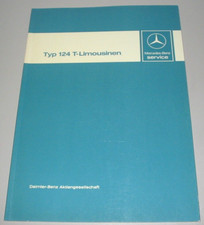 Typ 124 T-Limousinen
Mercedes-Benz
service
Daimler-Benz Aktiengesellschaft